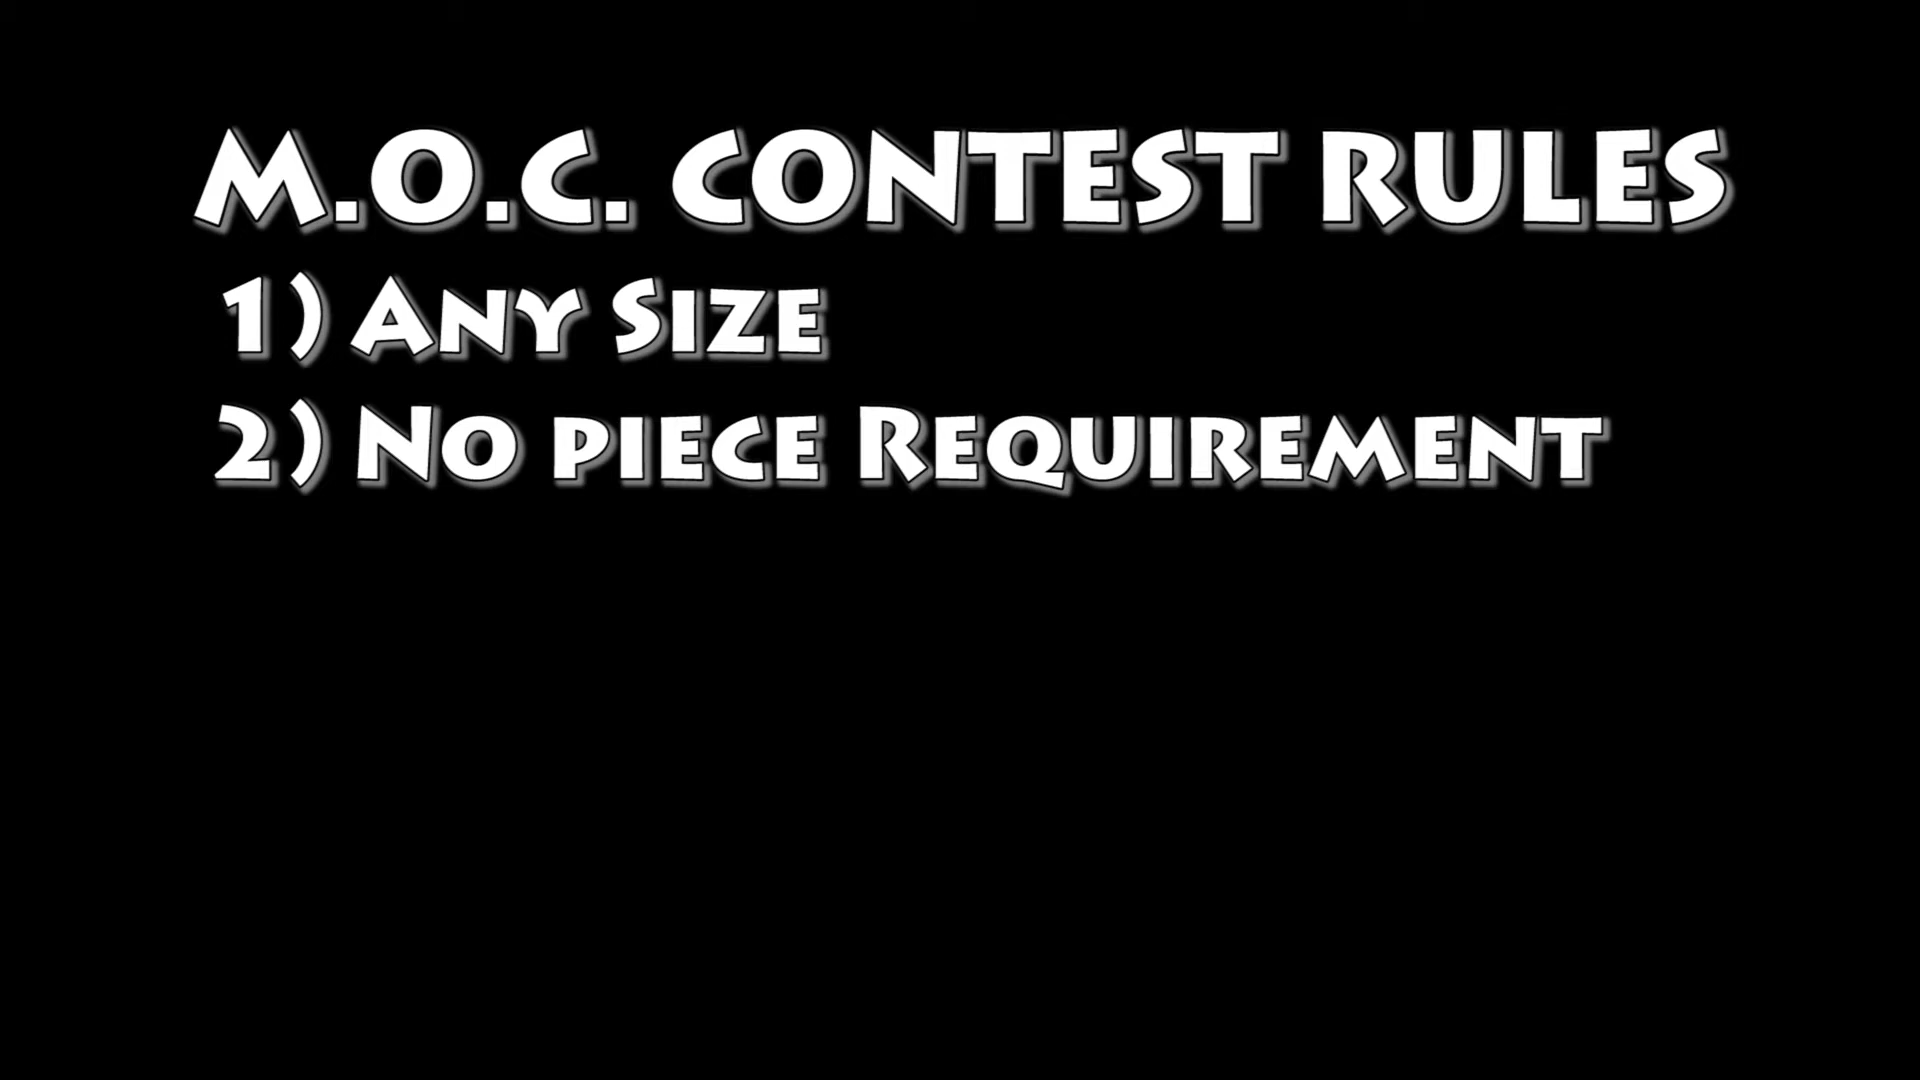 M.O.C. CONTEST RULES
1) ANY SIZE
2) NO PIECE REQUIREMENT